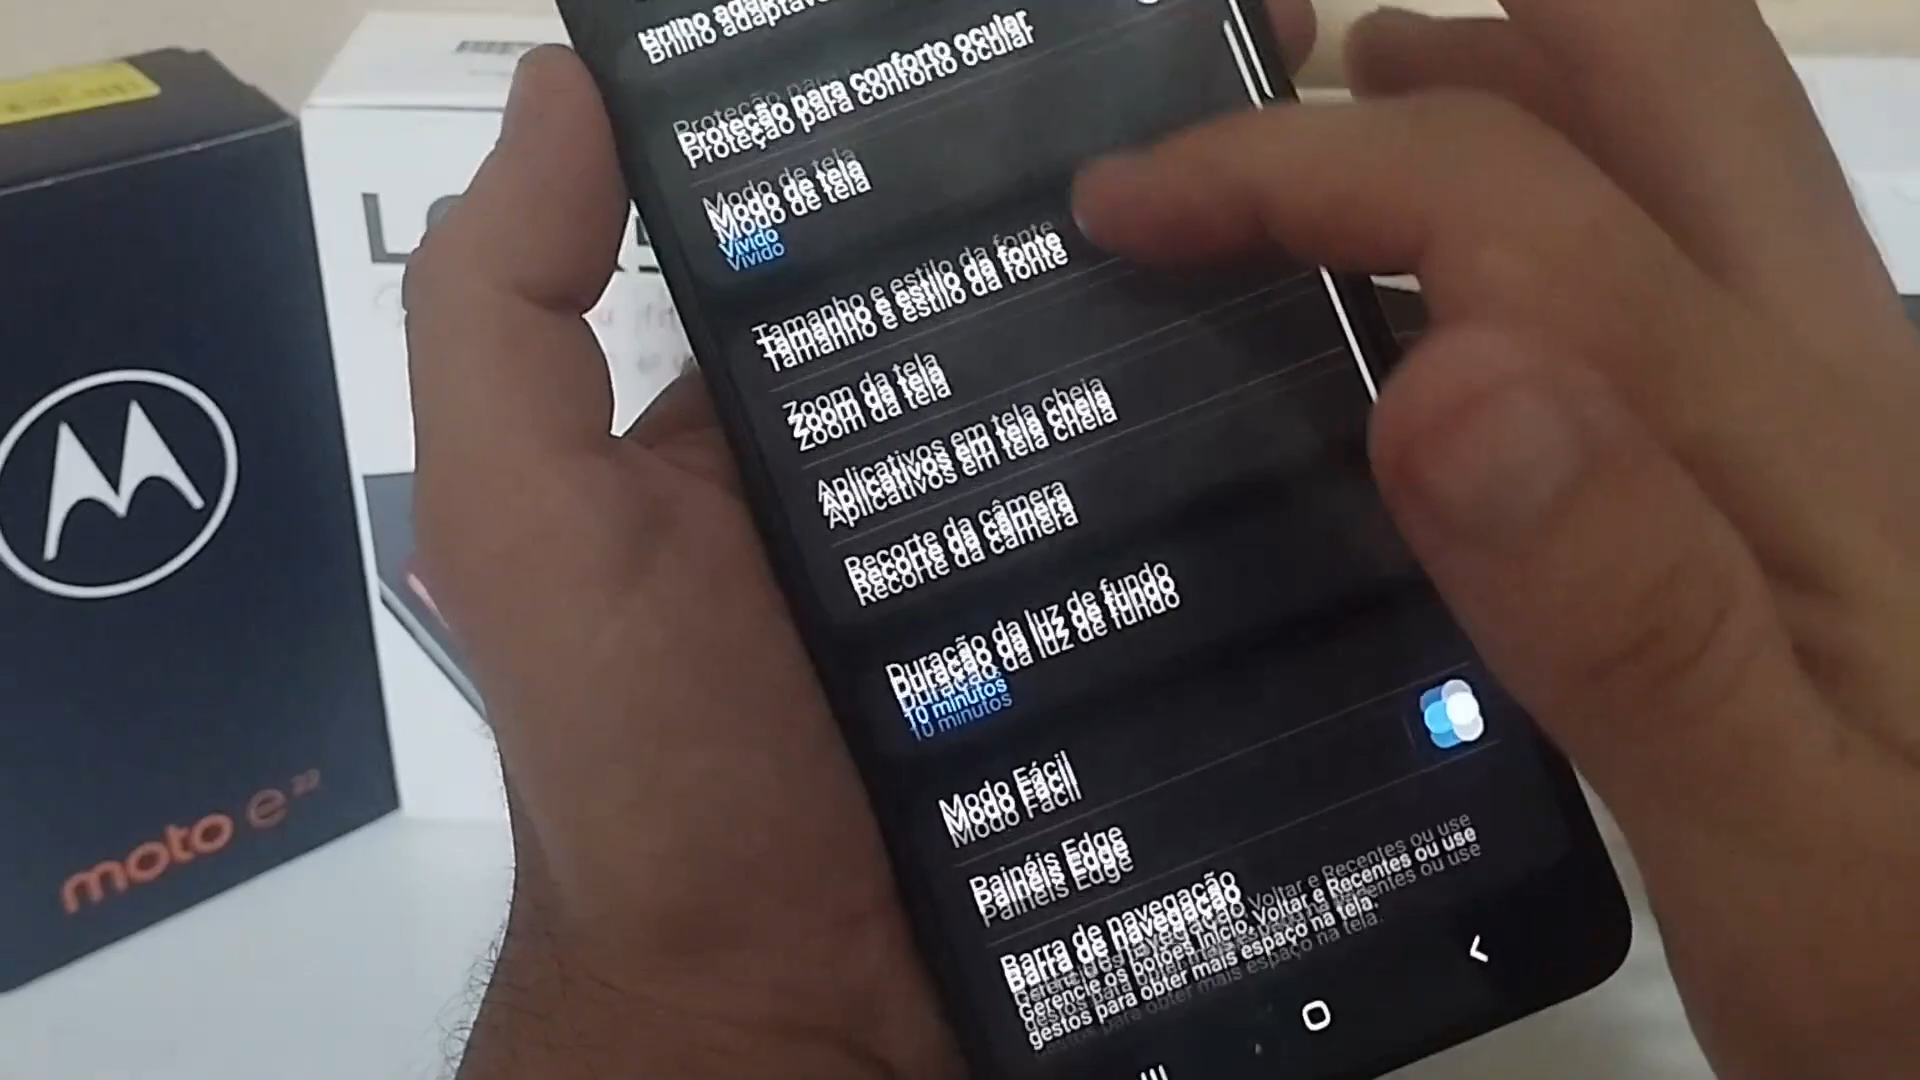 Brilho adaptáve
Proteção para conforto ocular
Modo de tela
Vívido
Tamanho e estilo da fonte
Zoom da tela
Aplicativos em tela cheia
Recorte da câmera
Duração da luz de fundo
10 minutos
Modo Fácil
Painéis Edge
Barra de navegação
Gerencie os botões Início, Voltar e Recentes ou use
gestos para obter mais espaço na tela.
moto e²⁰